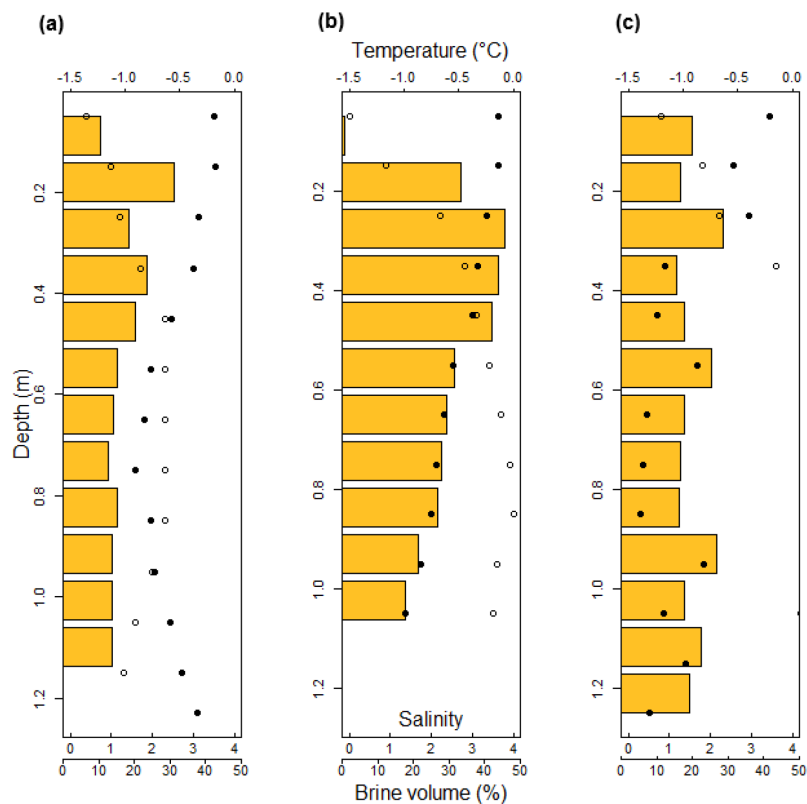 (a) (b) (c)
Temperature (°C)
-1.5 -1.0 -0.5 0.0 -1.5 -1.0 -0.5 0.0 -1.5 -1.0 -0.5 0.0
Depth (m)
0.2 0.4 0.6 0.8 1.0 1.2
0.2 0.4 0.6 0.8 1.0 1.2
0.2 0.4 0.6 0.8 1.0 1.2
Salinity
0 1 2 3 4 0 1 2 3 4 0 1 2 3 4
0 10 20 30 40 50 0 10 20 30 40 50 0 10 20 30 40 50
Brine volume (%)